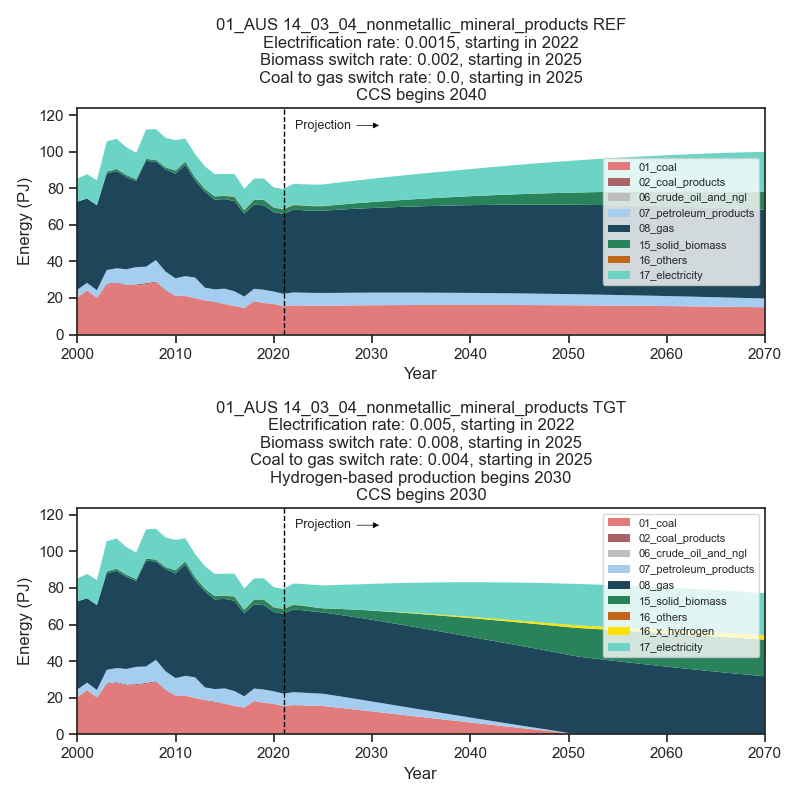 01_AUS 14_03_04_nonmetallic_mineral_products REF
Electrification rate: 0.0015, starting in 2022
Biomass switch rate: 0.002, starting in 2025
Coal to gas switch rate: 0.0, starting in 2025
CCS begins 2040
120
100
80
60
40
20
0
Energy (PJ)
Projection
01_coal
02_coal_products
06_crude_oil_and_ngl
07_petroleum_products
08_gas
15_solid_biomass
16_others
17_electricity
2000 2010 2020 2030 2040 2050 2060 2070
Year
01_AUS 14_03_04_nonmetallic_mineral_products TGT
Electrification rate: 0.005, starting in 2022
Biomass switch rate: 0.008, starting in 2025
Coal to gas switch rate: 0.004, starting in 2025
Hydrogen-based production begins 2030
CCS begins 2030
120
100
80
60
40
20
0
Energy (PJ)
Projection
01_coal
02_coal_products
06_crude_oil_and_ngl
07_petroleum_products
08_gas
15_solid_biomass
16_others
16_x_hydrogen
17_electricity
2000 2010 2020 2030 2040 2050 2060 2070
Year